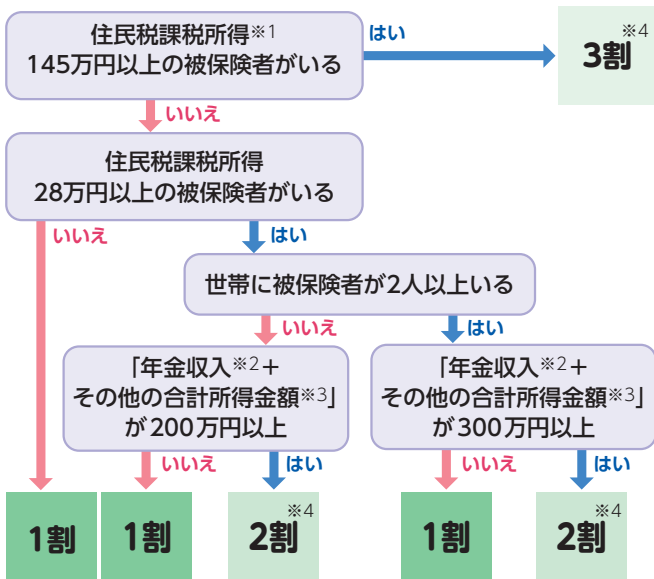 住民税課税所得※1
145万円以上の被保険者がいる
はい
※4
3割
いいえ
住民税課税所得
28万円以上の被保険者がいる
いいえ
はい
世帯に被保険者が2人以上いる
いいえ
はい
「年金収入※2＋
その他の合計所得金額※3」
が200万円以上
「年金収入※2＋
その他の合計所得金額※3」
が300万円以上
いいえ
はい
いいえ
はい
1割
1割
※4
2割
1割
※4
2割